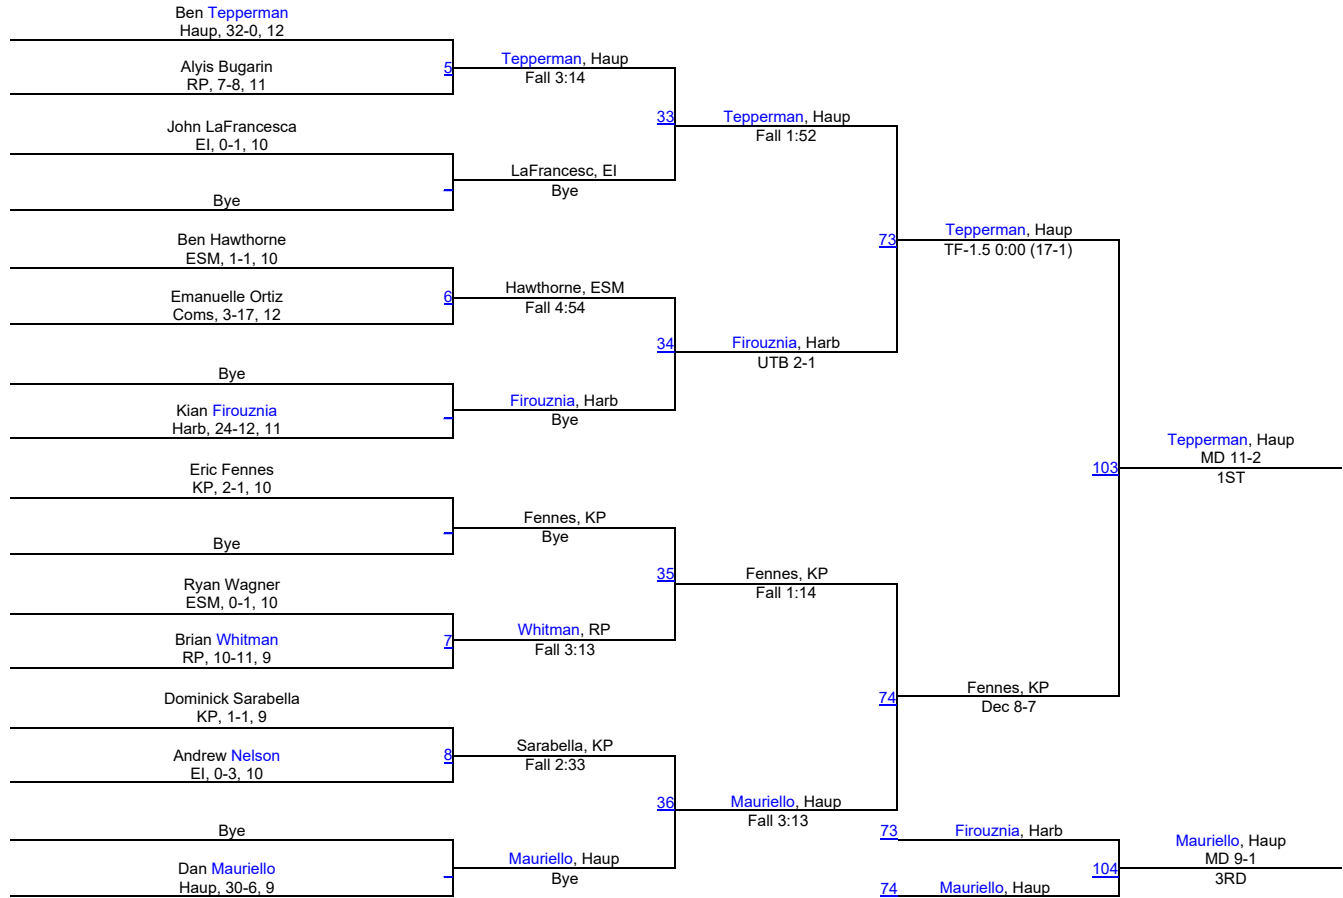 Ben Tepperman
Haup, 32-0, 12
Alyis Bugarin
RP, 7-8, 11
5
Tepperman, Haup
Fall 3:14
John LaFrancesca
EI, 0-1, 10
Bye
LaFrancesc, EI
Bye
33
Tepperman, Haup
Fall 1:52
Ben Hawthorne
ESM, 1-1, 10
Emanuelle Ortiz
Coms, 3-17, 12
6
Hawthorne, ESM
Fall 4:54
Bye
Kian Firouznia
Harb, 24-12, 11
Firouznia, Harb
Bye
34
Firouznia, Harb
UTB 2-1
73
Tepperman, Haup
TF-1.5 0:00 (17-1)
Eric Fennes
KP, 2-1, 10
Bye
Fennes, KP
Bye
Ryan Wagner
ESM, 0-1, 10
Brian Whitman
RP, 10-11, 9
7
Whitman, RP
Fall 3:13
35
Fennes, KP
Fall 1:14
Dominick Sarabella
KP, 1-1, 9
Andrew Nelson
EI, 0-3, 10
8
Sarabella, KP
Fall 2:33
Bye
Dan Mauriello
Haup, 30-6, 9
Mauriello, Haup
Bye
36
Mauriello, Haup
Fall 3:13
74
Fennes, KP
Dec 8-7
103
Tepperman, Haup
MD 11-2
1ST
73
Firouznia, Harb
74
Mauriello, Haup
104
Mauriello, Haup
MD 9-1
3RD